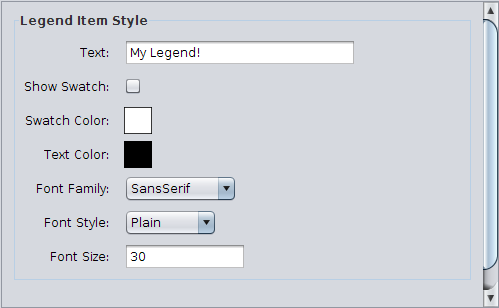 Legend Item Style
Text: My Legend!
Show Swatch:
Swatch Color:
Text Color:
Font Family: SansSerif
Font Style: Plain
Font Size: 30